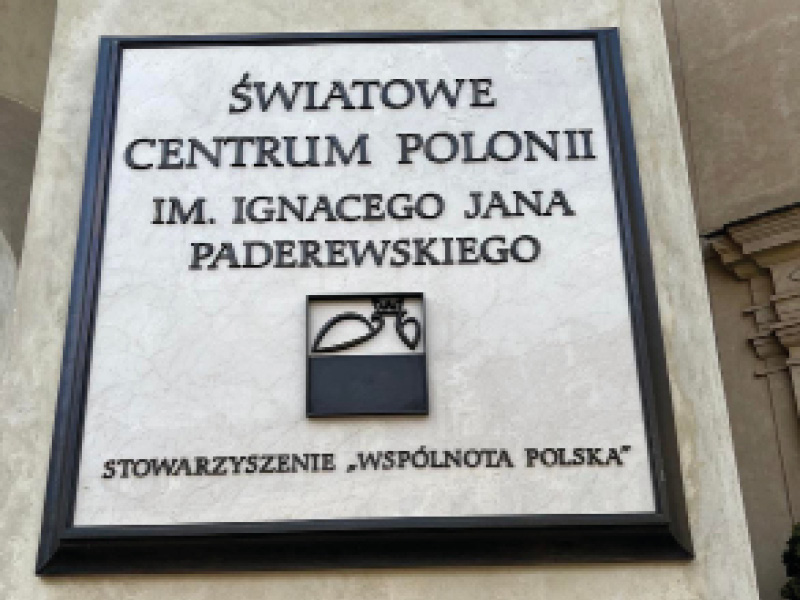 ŚWIATOWE
CENTRUM POLONII
IM. IGNACEGO JANA
PADEREWSKIEGO
STOWARZYSZENIE „WSPÓLNOTA POLSKA”